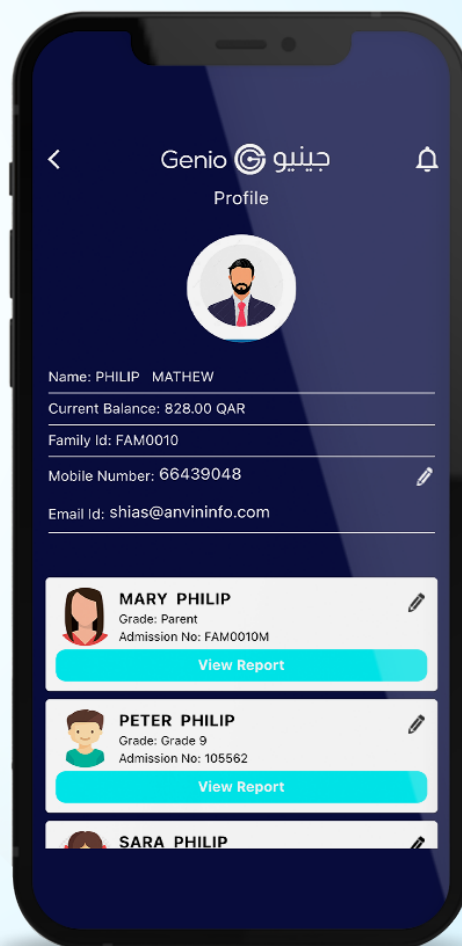 Genio G جينيو
Profile
Name: PHILIP MATHEW
Current Balance: 828.00 QAR
Family Id: FAM0010
Mobile Number: 66439048
Email Id: shias@anvininfo.com
MARY PHILIP
Grade: Parent
Admission No: FAM0010M
View Report
PETER PHILIP
Grade: Grade 9
Admission No: 105562
View Report
SARA PHILIP